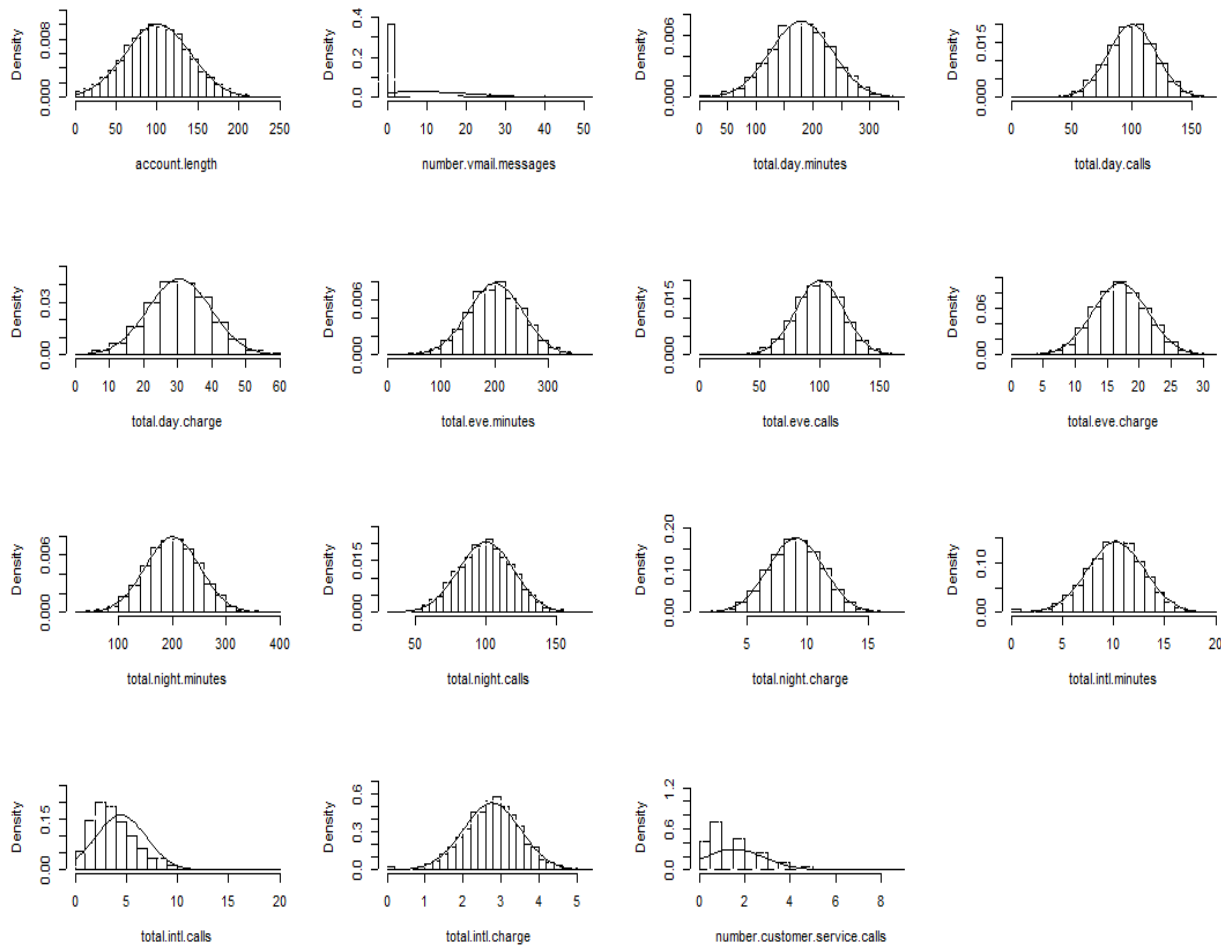 Density
0.000 0.008
0 50 100 150 200 250
account.length
Density
0.0 0.2 0.4
0 10 20 30 40 50
number.vmail.messages
Density
0.000 0.006
0 50 100 200 300
total.day.minutes
Density
0.000 0.015
0 50 100 150
total.day.calls
Density
0.00 0.03
0 10 20 30 40 50 60
total.day.charge
Density
0.000 0.006
0 100 200 300
total.eve.minutes
Density
0.000 0.015
0 50 100 150
total.eve.calls
Density
0.00 0.06
0 5 10 15 20 25 30
total.eve.charge
Density
0.000 0.006
100 200 300 400
total.night.minutes
Density
0.000 0.015
50 100 150
total.night.calls
Density
0.00 0.10 0.20
5 10 15
total.night.charge
Density
0.00 0.10
0 5 10 15 20
total.intl.minutes
Density
0.00 0.15
0 5 10 15 20
total.intl.calls
Density
0.0 0.3 0.6
0 1 2 3 4 5
total.intl.charge
Density
0.0 0.6 1.2
0 2 4 6 8
number.customer.service.calls